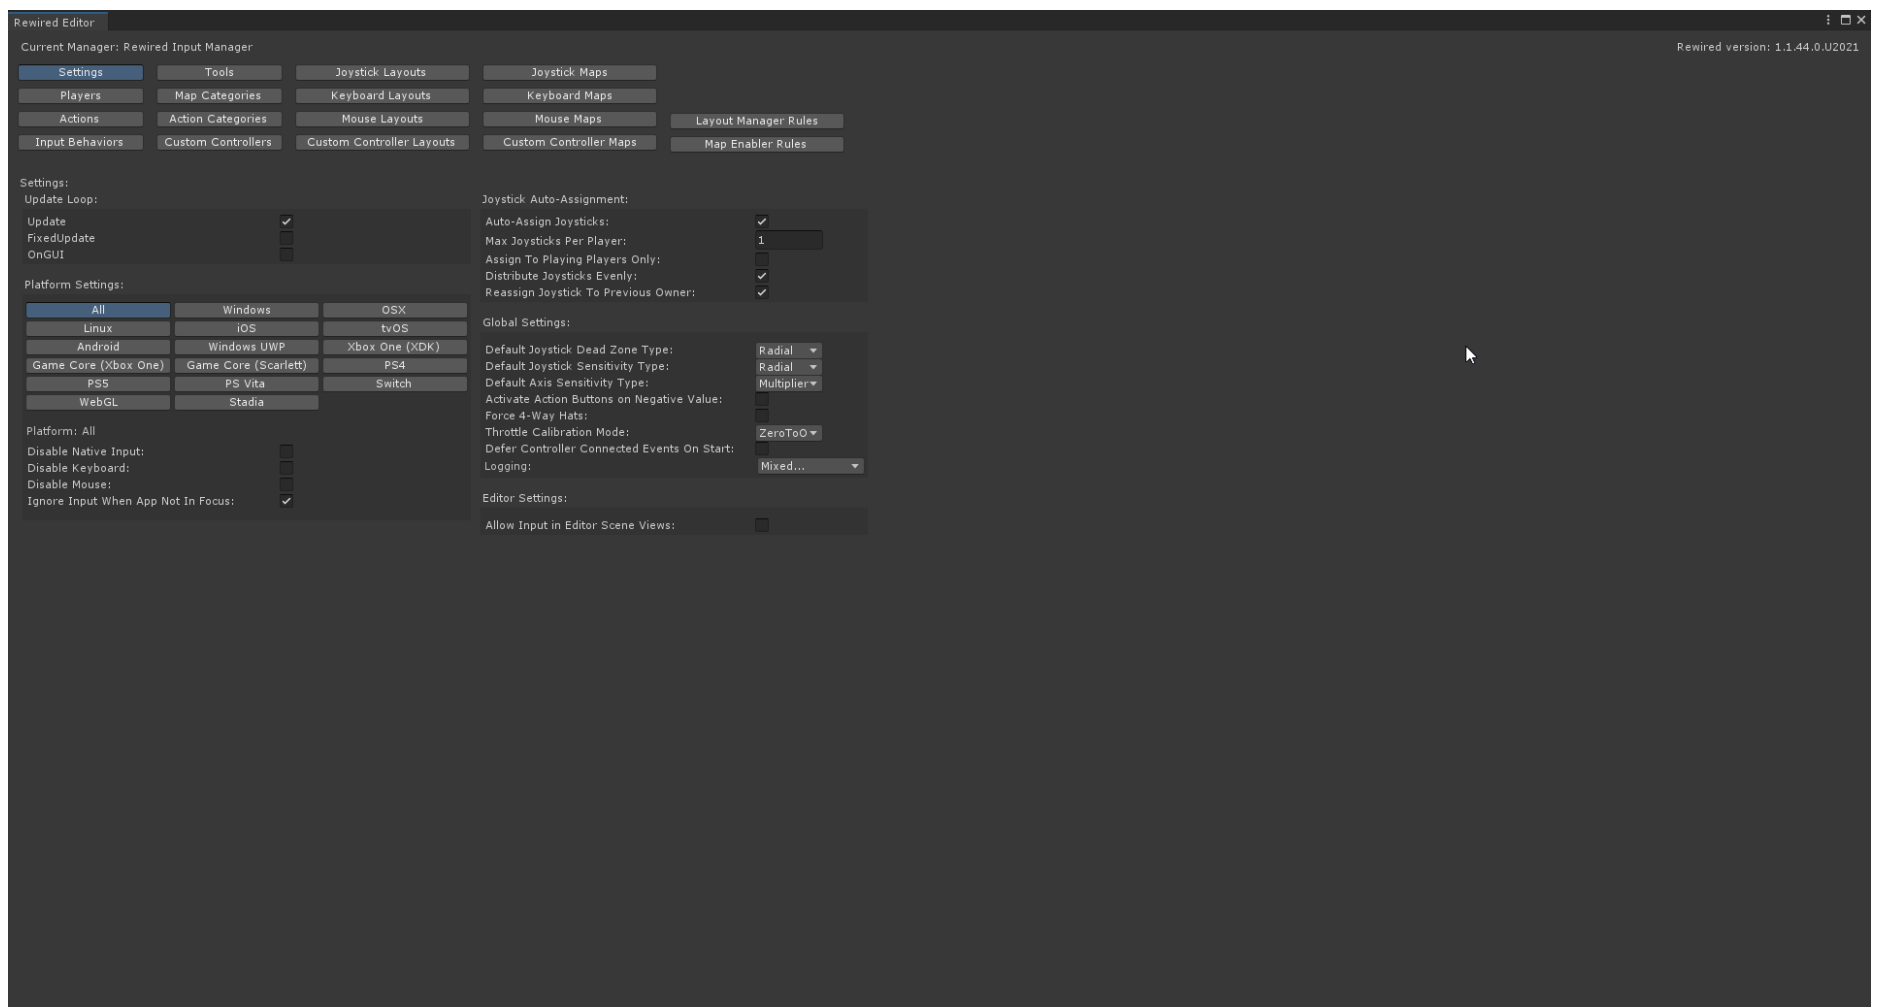 Rewired Editor
Current Manager: Rewired Input Manager
Rewired version: 1.1.44.0.U2021
Settings
Tools
Joystick Layouts
Joystick Maps
Players
Map Categories
Keyboard Layouts
Keyboard Maps
Actions
Action Categories
Mouse Layouts
Mouse Maps
Layout Manager Rules
Input Behaviors
Custom Controllers
Custom Controller Layouts
Custom Controller Maps
Map Enabler Rules
Settings:
Update Loop:
Update
FixedUpdate
OnGUI
Platform Settings:
All
Windows
OSX
Linux
iOS
tvOS
Android
Windows UWP
Xbox One (XDK)
Game Core (Xbox One)
Game Core (Scarlett)
PS4
PS5
PS Vita
Switch
WebGL
Stadia
Platform: All
Disable Native Input:
Disable Keyboard:
Disable Mouse:
Ignore Input When App Not In Focus:
Joystick Auto-Assignment:
Auto-Assign Joysticks:
Max Joysticks Per Player:
1
Assign To Playing Players Only:
Distribute Joysticks Evenly:
Reassign Joystick To Previous Owner:
Global Settings:
Default Joystick Dead Zone Type:
Radial
Default Joystick Sensitivity Type:
Radial
Default Axis Sensitivity Type:
Multiplier
Activate Action Buttons on Negative Value:
Force 4-Way Hats:
Throttle Calibration Mode:
ZeroToO
Defer Controller Connected Events On Start:
Logging:
Mixed...
Editor Settings:
Allow Input in Editor Scene Views: